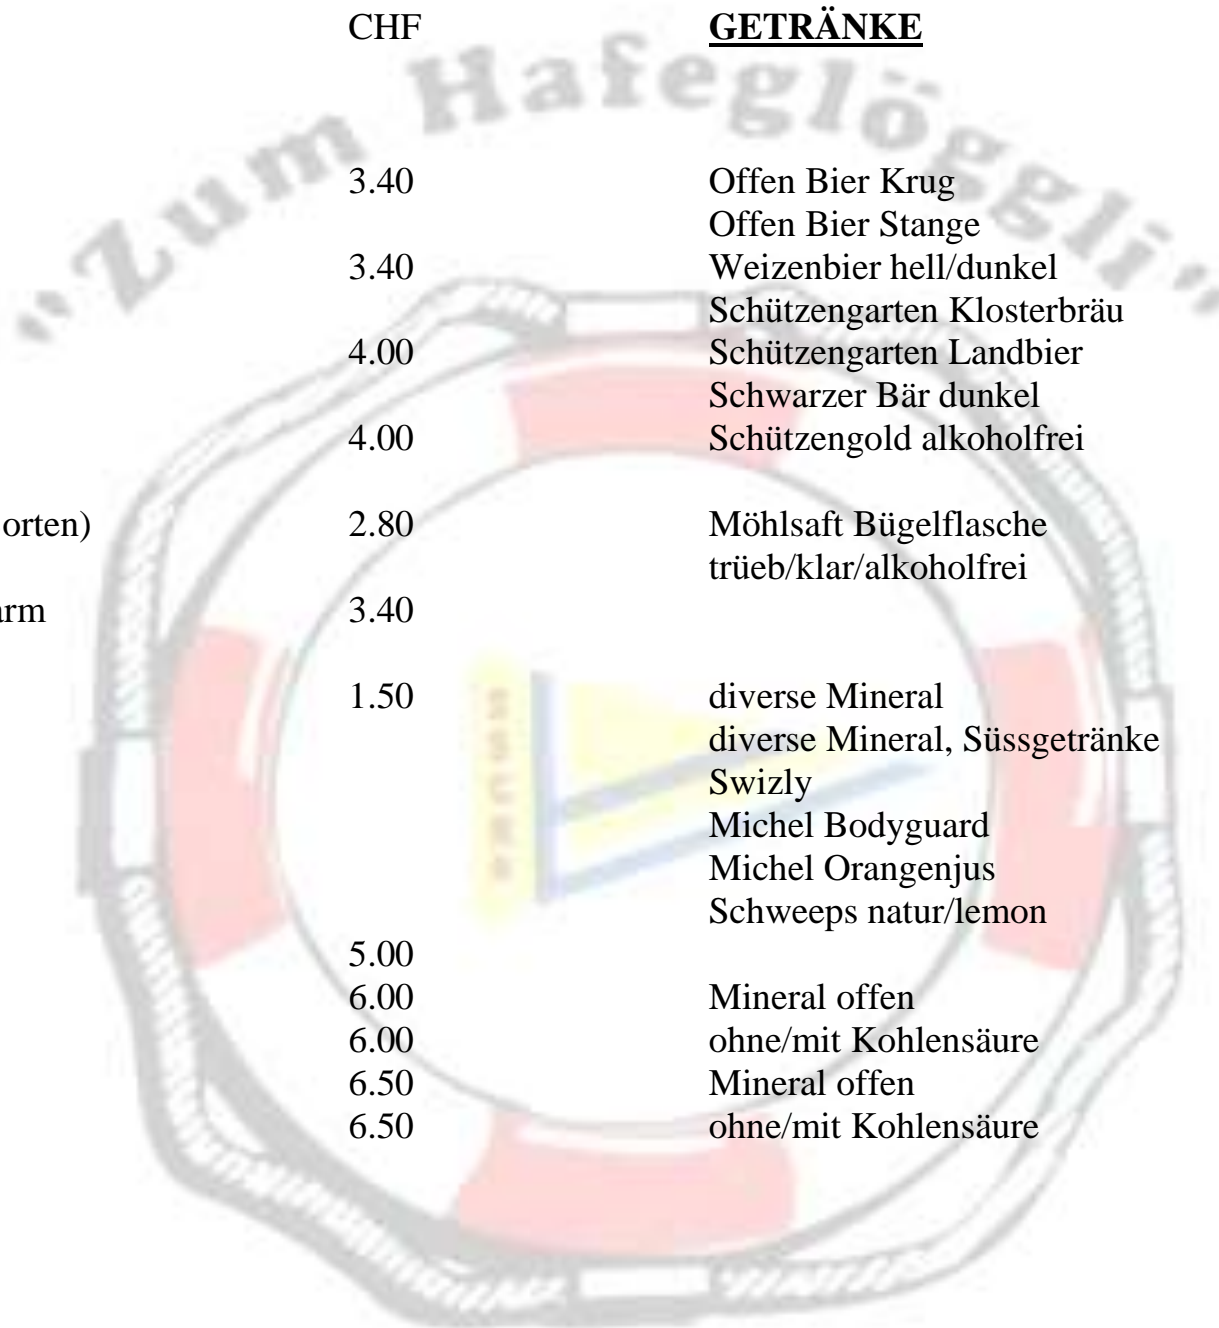 CHF GETRÄNKE
"Zum Hafeglöggli"
3.40 Offen Bier Krug
Offen Bier Stange
3.40 Weizenbier hell/dunkel
Schützengarten Klosterbräu
4.00 Schützengarten Landbier
Schwarzer Bär dunkel
4.00 Schützengold alkoholfrei
orten) 2.80 Möhlsaft Bügelflasche
trüeb/klar/alkoholfrei
arm 3.40
1.50 diverse Mineral
diverse Mineral, Süssgetränke
Swizly
Michel Bodyguard
Michel Orangenjus
Schweeps natur/lemon
5.00
6.00 Mineral offen
6.00 ohne/mit Kohlensäure
6.50 Mineral offen
6.50 ohne/mit Kohlensäure